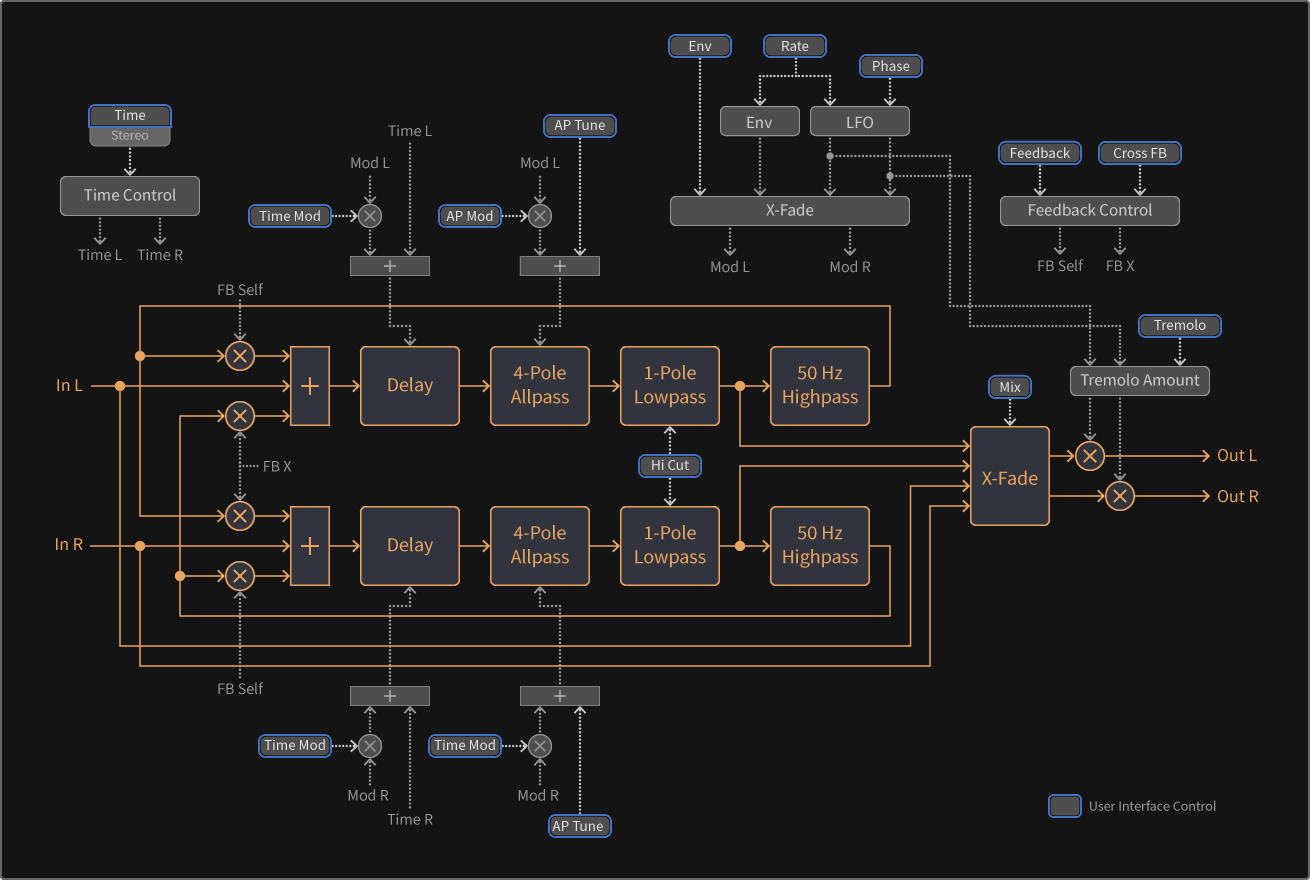 Env
Rate
Phase
Time
Stereo
Env
LFO
Time L
AP Tune
Mod L
Mod L
Feedback
Cross FB
Time Control
Time Mod
AP Mod
X-Fade
Feedback Control
Time L
Time R
Mod L
Mod R
FB Self
FB X
+
+
FB Self
Tremolo
In L
+
Delay
4-Pole
Allpass
1-Pole
Lowpass
50 Hz
Highpass
Mix
Tremolo Amount
FB X
Hi Cut
X-Fade
Out L
Out R
In R
+
Delay
4-Pole
Allpass
1-Pole
Lowpass
50 Hz
Highpass
FB Self
+
+
Time Mod
Time Mod
Mod R
Mod R
Time R
AP Tune
User Interface Control